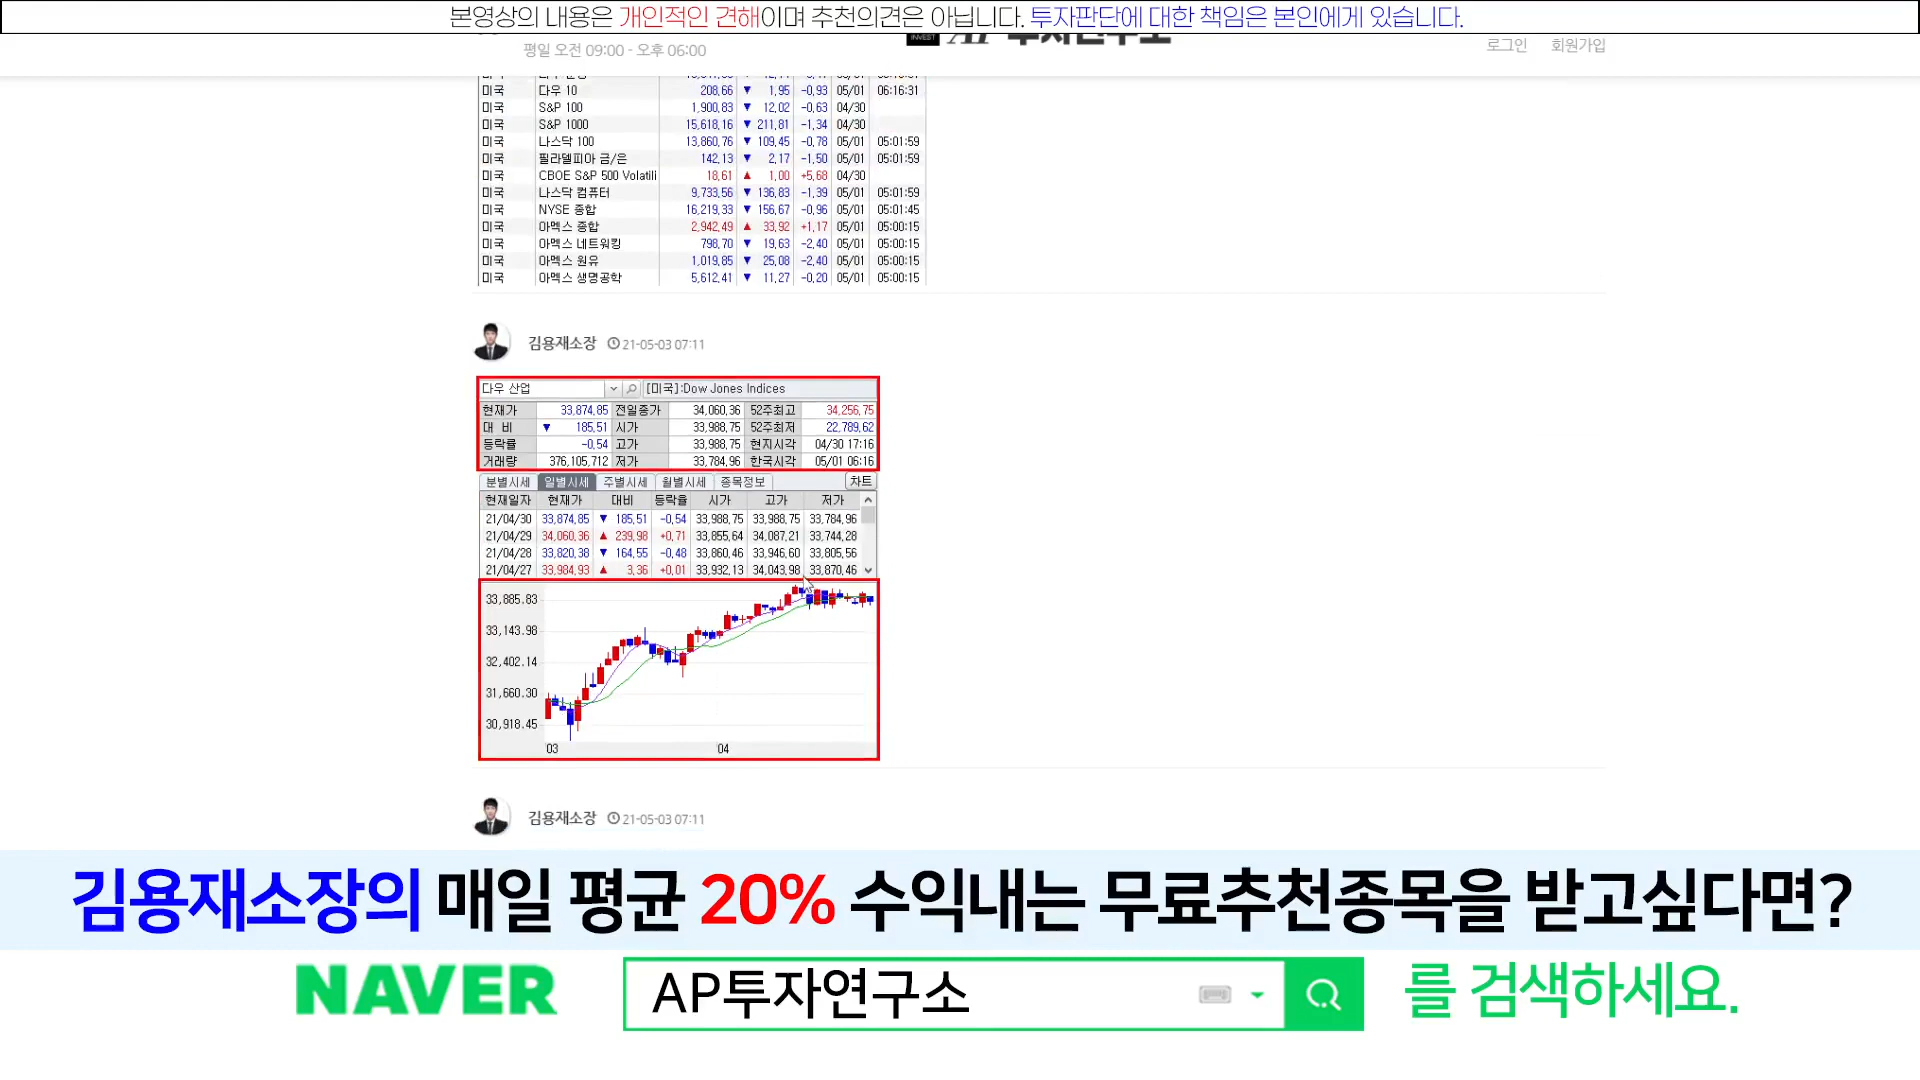 본영상의 내용은 개인적인 견해이며 추천의견은 아닙니다. 투자판단에 대한 책임은 본인에게 있습니다.
평일 오전 09:00 - 오후 06:00
INVEST AP 투자연구소
로그인 회원가입
미국 다우 10 208,66 ▼ 1,95 -0,93 05/01 06:16:31
미국 S&P 100 1,900,83 ▼ 12,02 -0,63 04/30
미국 S&P 1000 15,618,16 ▼ 211,81 -1,34 04/30
미국 나스닥 100 13,860,76 ▼ 109,45 -0,78 05/01 05:01:59
미국 필라델피아 금/은 142,13 ▼ 2,17 -1,50 05/01 05:01:59
미국 CBOE S&P 500 Volatili 18,61 ▲ 1,00 +5,68 04/30
미국 나스닥 컴퓨터 9,733,56 ▼ 136,83 -1,39 05/01 05:01:59
미국 NYSE 종합 16,219,33 ▼ 156,67 -0,96 05/01 05:01:45
미국 아멕스 종합 2,942,49 ▲ 33,92 +1,17 05/01 05:00:15
미국 아멕스 네트워킹 798,70 ▼ 19,63 -2,40 05/01 05:00:15
미국 아멕스 원유 1,019,85 ▼ 25,08 -2,40 05/01 05:00:15
미국 아멕스 생명공학 5,612,41 ▼ 11,27 -0,20 05/01 05:00:15
김용재소장 21-05-03 07:11
다우 산업 [미국]:Dow Jones Indices
현재가 33,874,85 전일종가 34,060,36 52주최고 34,256,75
대 비 ▼ 185,51 시가 33,988,75 52주최저 22,789,62
등락률 -0,54 고가 33,988,75 현지시각 04/30 17:16
거래량 376,105,712 저가 33,784,96 한국시각 05/01 06:16
분별시세 일별시세 주별시세 월별시세 종목정보 차트
현재일자 현재가 대비 등락율 시가 고가 저가
21/04/30 33,874,85 ▼ 185,51 -0,54 33,988,75 33,988,75 33,784,96
21/04/29 34,060,36 ▲ 239,98 +0,71 33,855,64 34,087,21 33,744,28
21/04/28 33,820,38 ▼ 164,55 -0,48 33,860,46 33,946,60 33,805,56
21/04/27 33,984,93 ▲ 3,36 +0,01 33,932,13 34,043,98 33,870,46
33,885.83
33,143.98
32,402.14
31,660.30
30,918.45
03 04
김용재소장 21-05-03 07:11
김용재소장의 매일 평균 20% 수익내는 무료추천종목을 받고싶다면?
NAVER AP투자연구소 를 검색하세요.